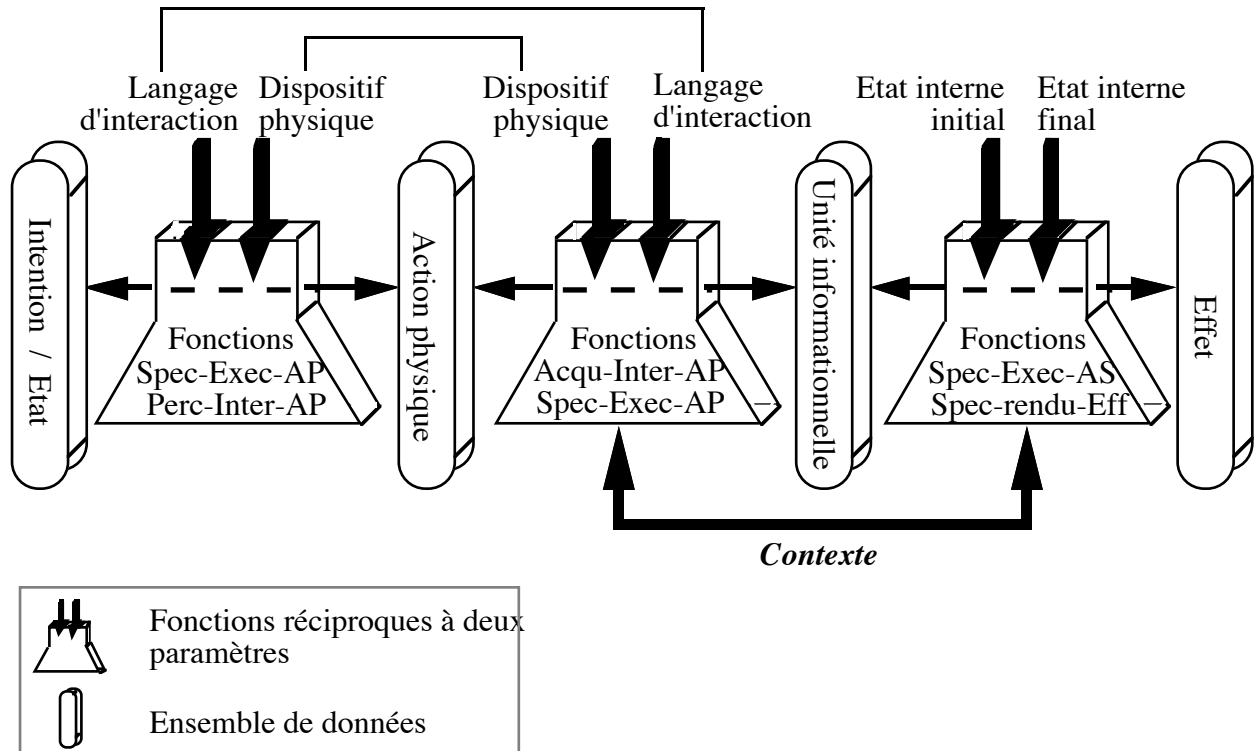 Langage
d'interaction
Dispositif
physique
Dispositif
physique
Langage
d'interaction
Etat interne
initial
Etat interne
final
Intention / Etat
Fonctions
Spec-Exec-AP
Perc-Inter-AP
Action physique
Fonctions
Acqu-Inter-AP
Spec-Exec-AP
Unité informationnelle
Fonctions
Spec-Exec-AS
Spec-rendu-Eff
Effet
Contexte
Fonctions réciproques à deux
paramètres
Ensemble de données